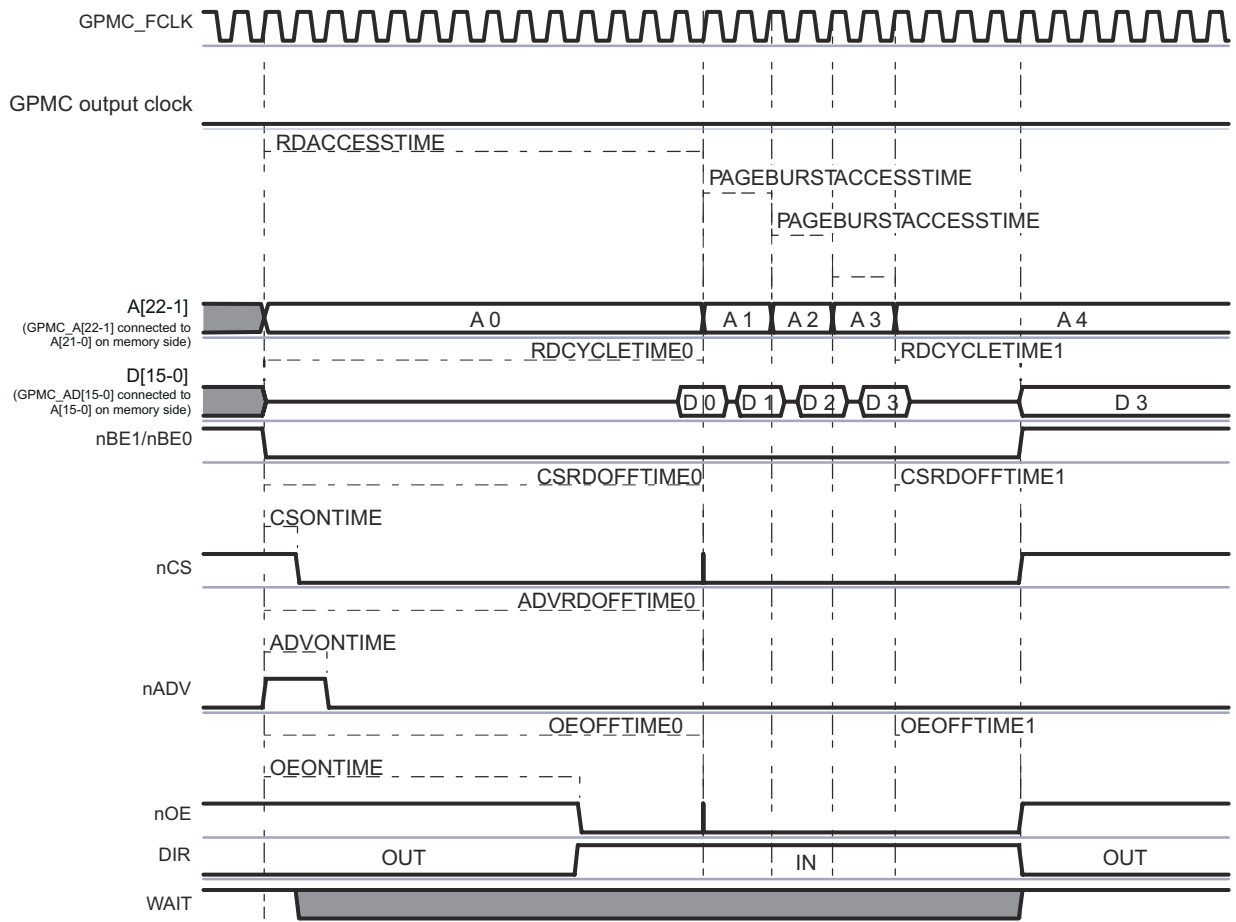 GPMC_FCLK
GPMC output clock
RDACCESSTIME
PAGEBURSTACCESSTIME
PAGEBURSTACCESSTIME
A[22-1]
(GPMC_A[22-1] connected to
A[21-0] on memory side)
A 0 A 1 A 2 A 3 A 4
RDCYCLETIME0 RDCYCLETIME1
D[15-0]
(GPMC_AD[15-0] connected to
A[15-0] on memory side)
D 0 D 1 D 2 D 3 D 3
nBE1/nBE0
CSRDOFFTIME0 CSRDOFFTIME1
CSONTIME
nCS
ADVRDOFFTIME0
ADVONTIME
nADV
OEOFFTIME0 OEOFFTIME1
OEONTIME
nOE
DIR OUT IN OUT
WAIT